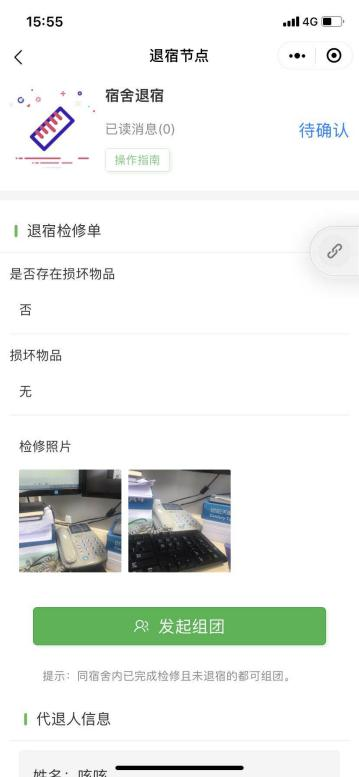 15:55
4G
退宿节点
宿舍退宿
已读消息(0)
待确认
操作指南
退宿检修单
是否存在损坏物品
否
损坏物品
无
检修照片
发起组团
提示：同宿舍内已完成检修且未退宿的都可组团。
代退人信息
姓名：咳咳